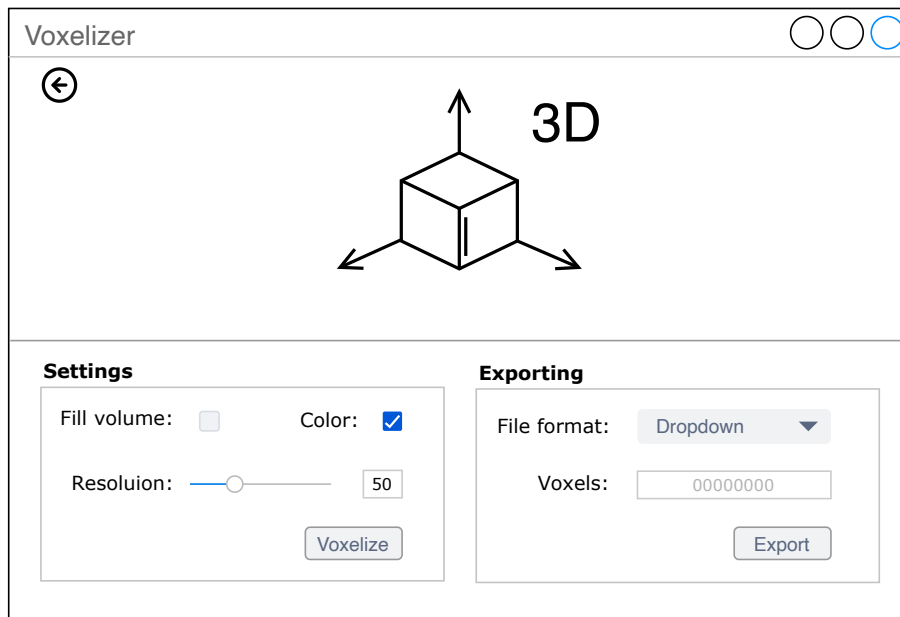 Voxelizer
3D
Settings
Fill volume:
Color:
Resoluion:
50
Voxelize
Exporting
File format:
Dropdown
Voxels:
00000000
Export